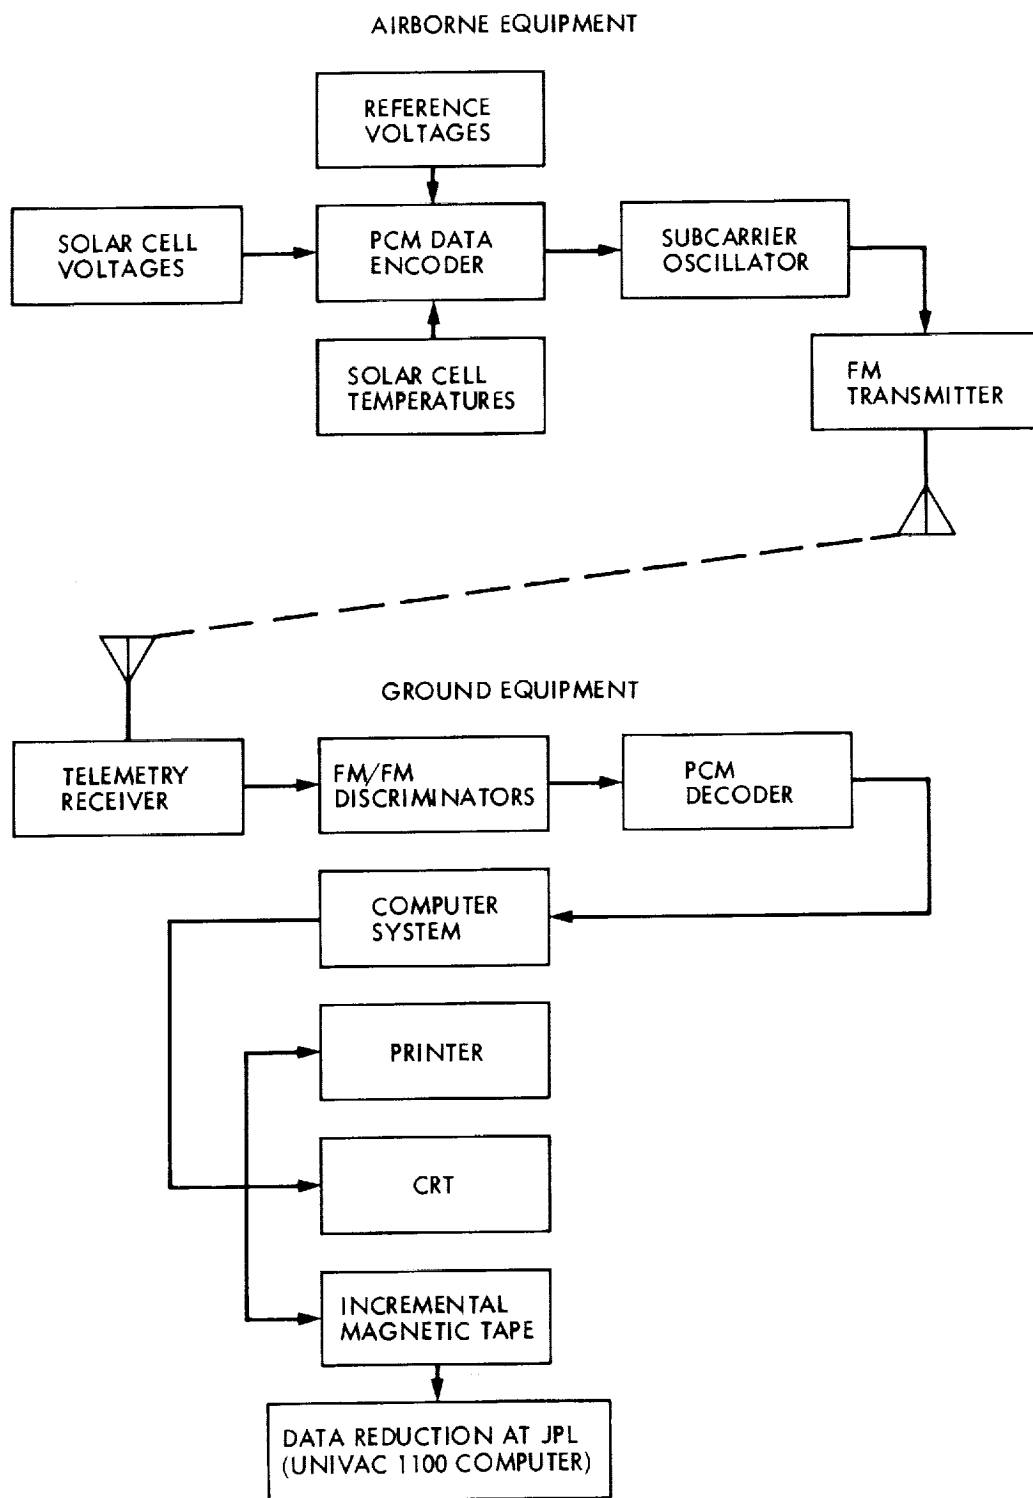 AIRBORNE EQUIPMENT
REFERENCE
VOLTAGES
SOLAR CELL
VOLTAGES
PCM DATA
ENCODER
SUBCARRIER
OSCILLATOR
SOLAR CELL
TEMPERATURES
FM
TRANSMITTER
GROUND EQUIPMENT
TELEMETRY
RECEIVER
FM/FM
DISCRIMINATORS
PCM
DECODER
COMPUTER
SYSTEM
PRINTER
CRT
INCREMENTAL
MAGNETIC TAPE
DATA REDUCTION AT JPL
(UNIVAC 1100 COMPUTER)